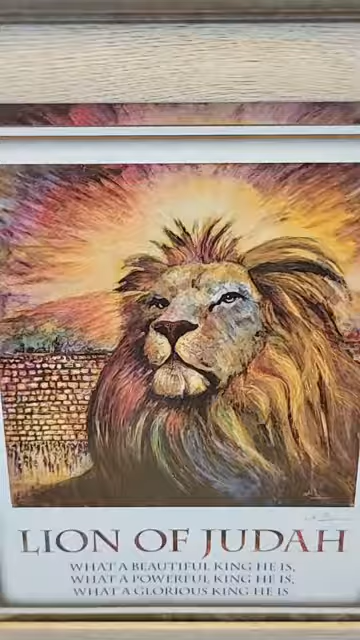 LION OF JUDAH
WHAT A BEAUTIFUL KING HE IS,
WHAT A POWERFUL KING HE IS,
WHAT A GLORIOUS KING HE IS